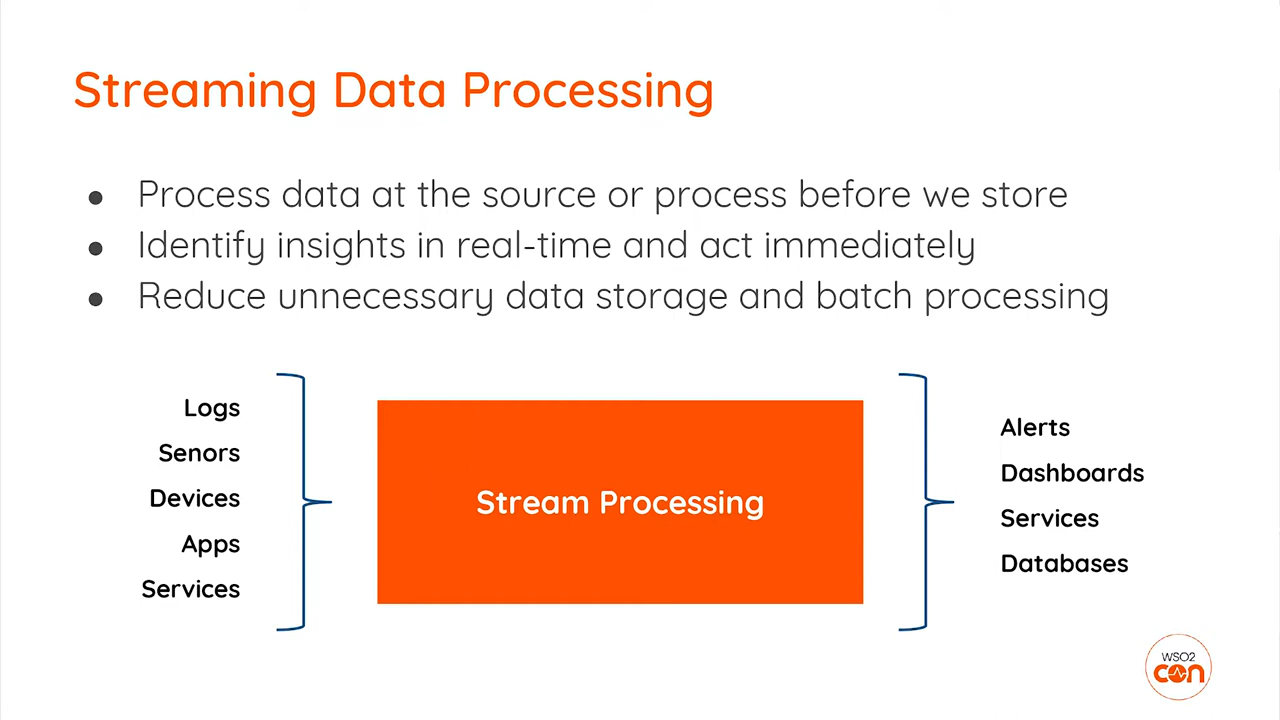 Streaming Data Processing
● Process data at the source or process before we store
● Identify insights in real-time and act immediately
● Reduce unnecessary data storage and batch processing
Logs
Senors
Devices
Apps
Services
Stream Processing
Alerts
Dashboards
Services
Databases
WSO2
con